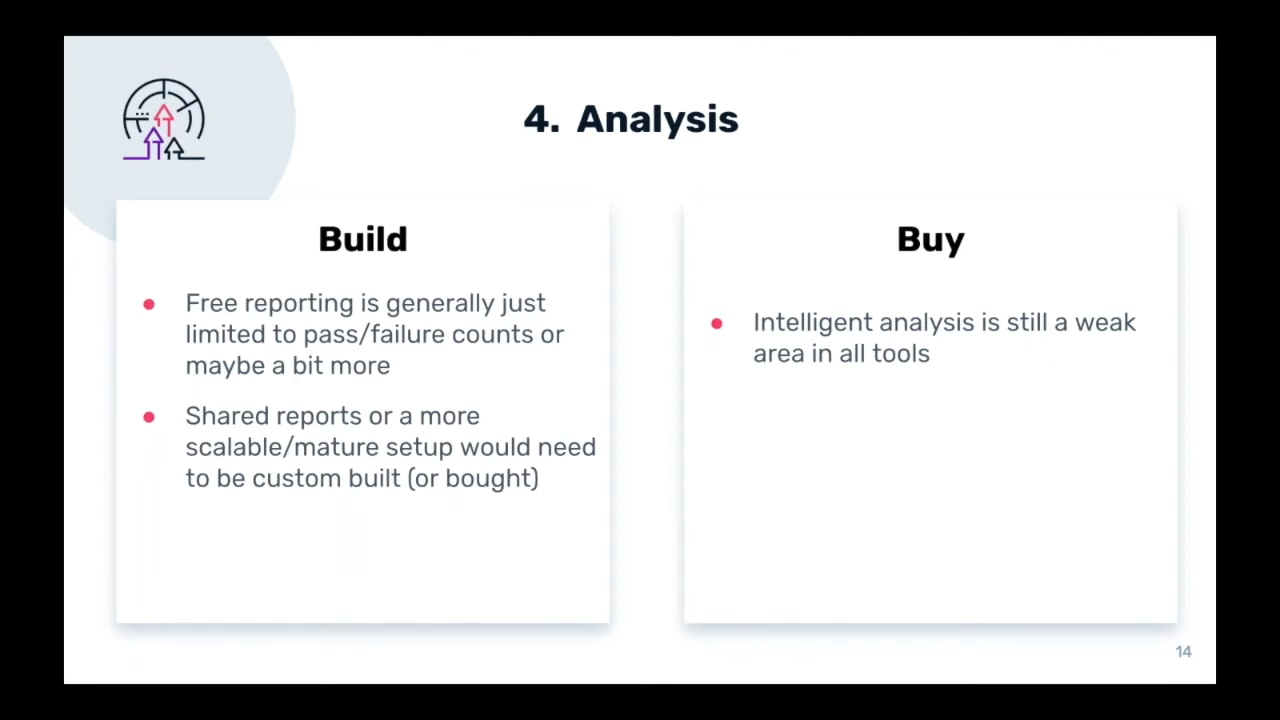 4. Analysis
Build
Free reporting is generally just
limited to pass/failure counts or
maybe a bit more
Shared reports or a more
scalable/mature setup would need
to be custom built (or bought)
Buy
Intelligent analysis is still a weak
area in all tools
14